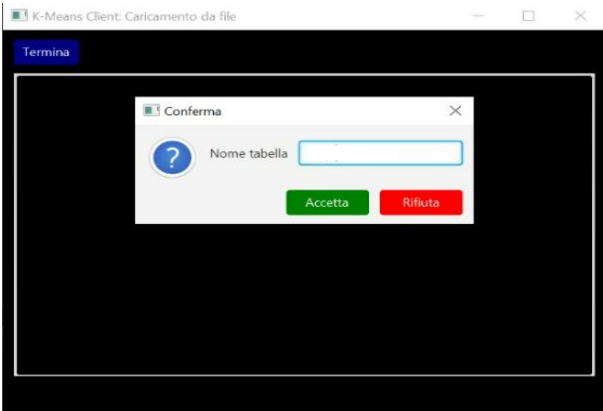 K-Means Client: Caricamento da file
Termina
Conferma
?
Nome tabella
Accetta Rifiuta